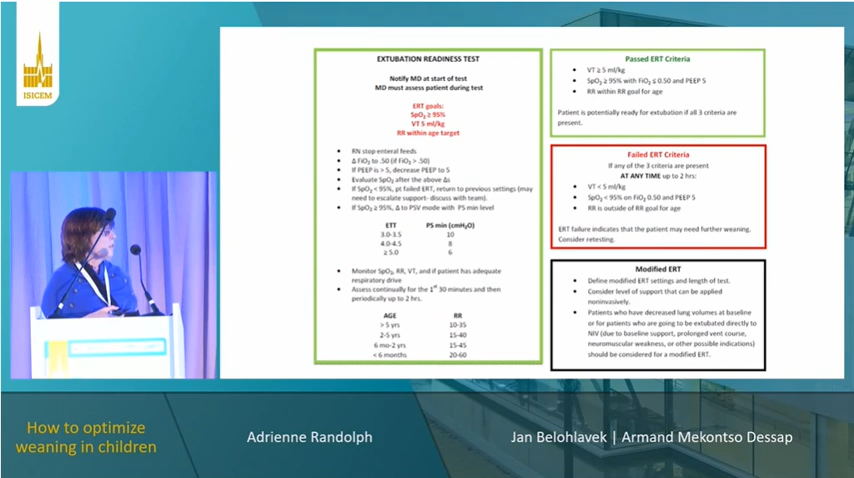 ISICEM
EXTUBATION READINESS TEST
Notify MD at start of test
MD must assess patient during test
ERT goals:
SpO₂ ≥ 95%
VT 5 ml/kg
RR within age target
• RN stop enteral feeds
• Δ FiO₂ to .50 (if FiO₂ > .50)
• If PEEP is > 5, decrease PEEP to 5
• Evaluate SpO₂ after the above Δs
• If SpO₂ < 95%, pt failed ERT, return to previous settings (may
need to escalate support- discuss with team).
• If SpO₂ ≥ 95%, Δ to PSV mode with PS min level
ETT PS min (cmH₂O)
3.0-3.5 10
4.0-4.5 8
≥ 5.0 6
• Monitor SpO₂, RR, VT, and if patient has adequate
respiratory drive
• Assess continually for the 1st 30 minutes and then
periodically up to 2 hrs.
AGE RR
> 5 yrs 10-35
2-5 yrs 15-40
6 mo-2 yrs 15-45
< 6 months 20-60
Passed ERT Criteria
• VT ≥ 5 ml/kg
• SpO₂ ≥ 95% with FiO₂ ≤ 0.50 and PEEP 5
• RR within RR goal for age
Patient is potentially ready for extubation if all 3 criteria are
present.
Failed ERT Criteria
If any of the 3 criteria are present
AT ANY TIME up to 2 hrs:
• VT < 5 ml/kg
• SpO₂ < 95% on FiO₂ 0.50 and PEEP 5
• RR is outside of RR goal for age
ERT failure indicates that the patient may need further weaning.
Consider retesting.
Modified ERT
• Define modified ERT settings and length of test.
• Consider level of support that can be applied
noninvasively.
• Patients who have decreased lung volumes at baseline
or for patients who are going to be extubated directly to
NIV (due to baseline support, prolonged vent course,
neuromuscular weakness, or other possible indications)
should be considered for a modified ERT.
How to optimize
weaning in children
Adrienne Randolph
Jan Belohlavek | Armand Mekontso Dessap